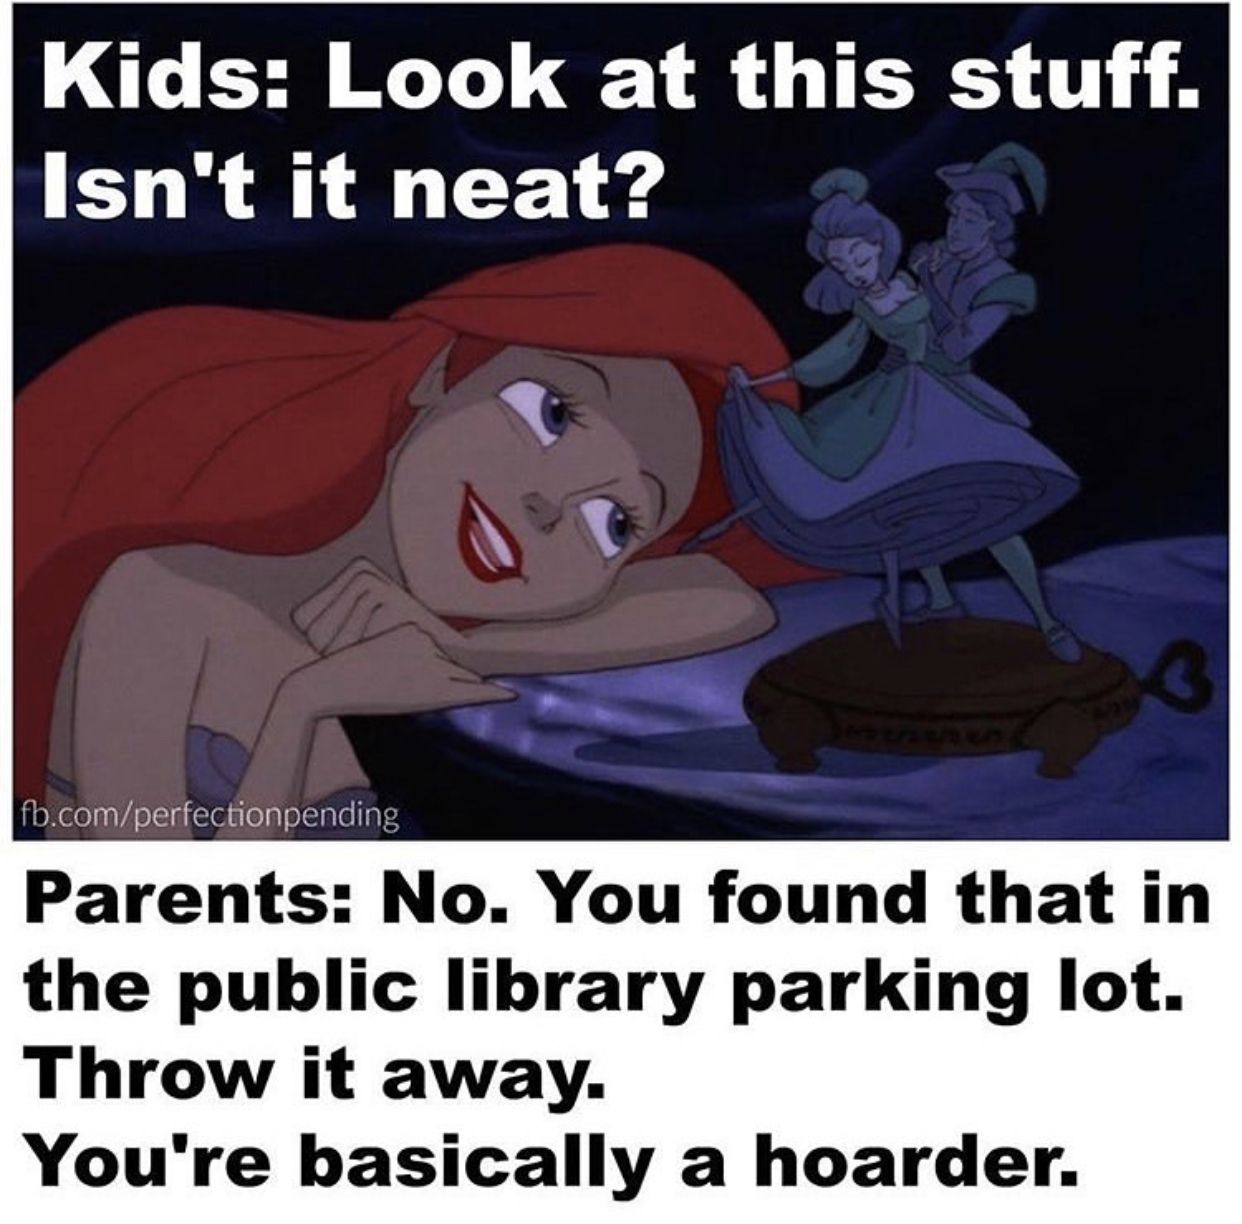 Kids: Look at this stuff.
Isn't it neat?
fb.com/perfectionpending
Parents: No. You found that in
the public library parking lot.
Throw it away.
You're basically a hoarder.